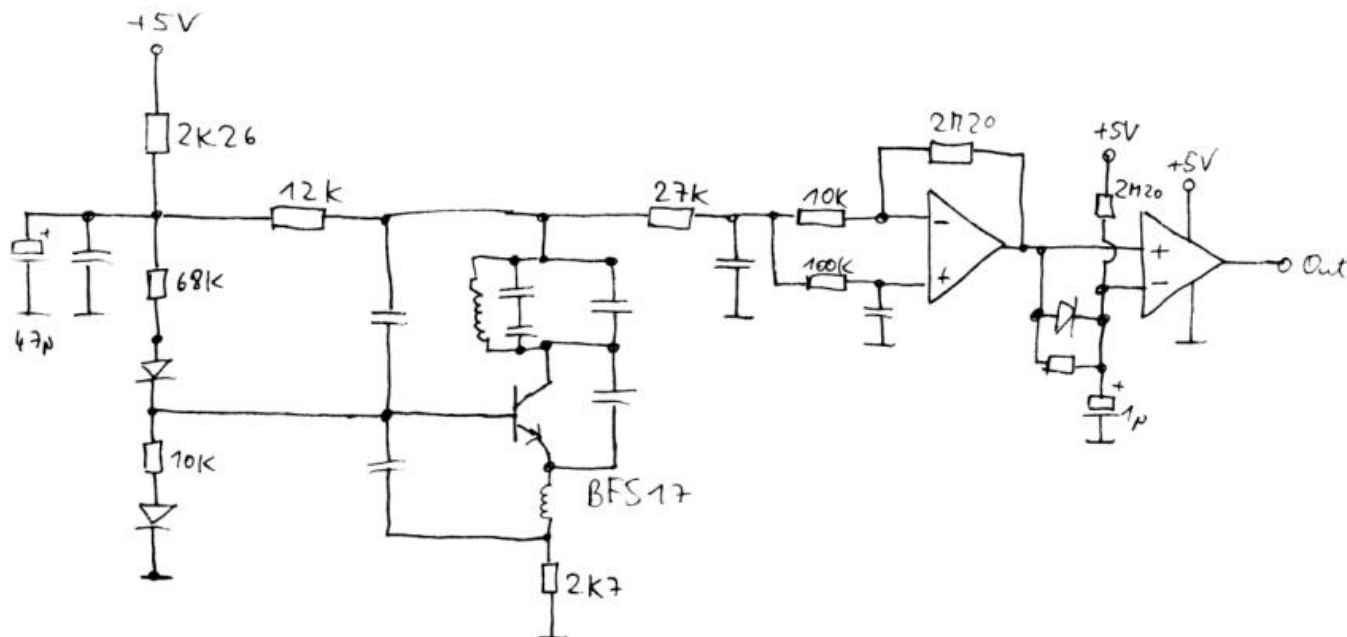 +5V
2K26
12K
68K
47µ
10K
27K
10K
100K
2M20
+5V
2M20
+5V
Out
1µ
BFS17
2K7